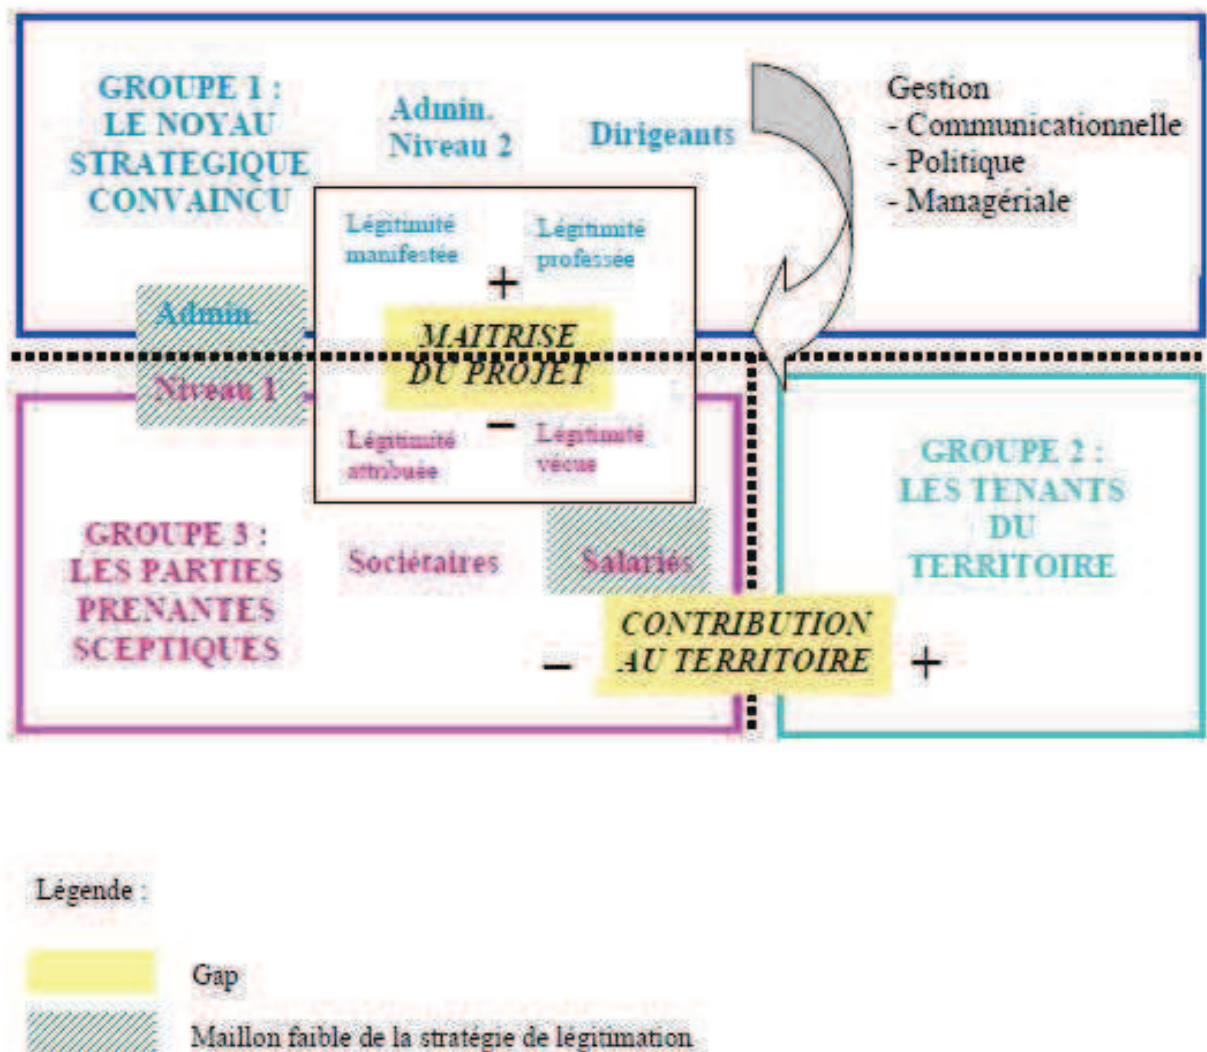 GROUPE 1 :
LE NOYAU
STRATEGIQUE
CONVAINCU
Admin.
Niveau 2
Dirigeants
Gestion
- Communicationnelle
- Politique
- Managériale
Légitimité
manifestée
Légitimité
professée
+
Admin.
Niveau 1
MAITRISE
DU PROJET
–
Légitimité
attribuée
Légitimité
vécue
GROUPE 2 :
LES TENANTS
DU
TERRITOIRE
GROUPE 3 :
LES PARTIES
PRENANTES
SCEPTIQUES
Sociétaires
Salariés
–
CONTRIBUTION
AU TERRITOIRE
+
Légende :
Gap
Maillon faible de la stratégie de légitimation